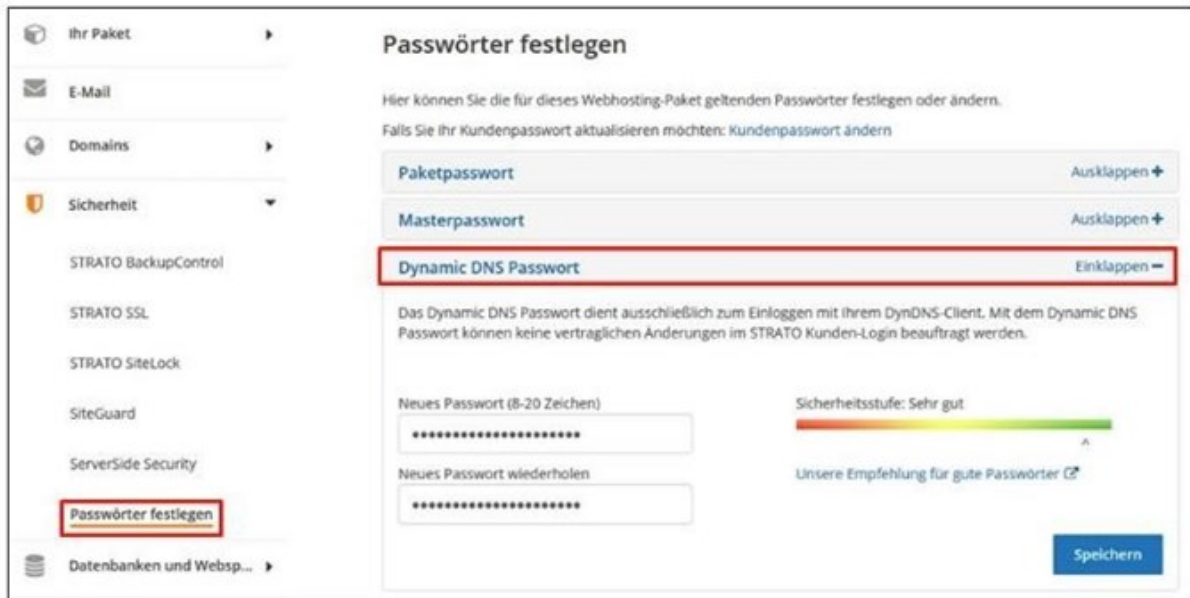 Ihr Paket
E-Mail
Domains
Sicherheit
STRATO BackupControl
STRATO SSL
STRATO SiteLock
SiteGuard
ServerSide Security
Passwörter festlegen
Datenbanken und Websp...
Passwörter festlegen
Hier können Sie die für dieses Webhosting-Paket geltenden Passwörter festlegen oder ändern.
Falls Sie Ihr Kundenpasswort aktualisieren möchten: Kundenpasswort ändern
Paketpasswort Ausklappen +
Masterpasswort Ausklappen +
Dynamic DNS Passwort Einklappen −
Das Dynamic DNS Passwort dient ausschließlich zum Einloggen mit Ihrem DynDNS-Client. Mit dem Dynamic DNS
Passwort können keine vertraglichen Änderungen im STRATO Kunden-Login beauftragt werden.
Neues Passwort (8-20 Zeichen)
Neues Passwort wiederholen
Sicherheitsstufe: Sehr gut
Unsere Empfehlung für gute Passwörter
Speichern